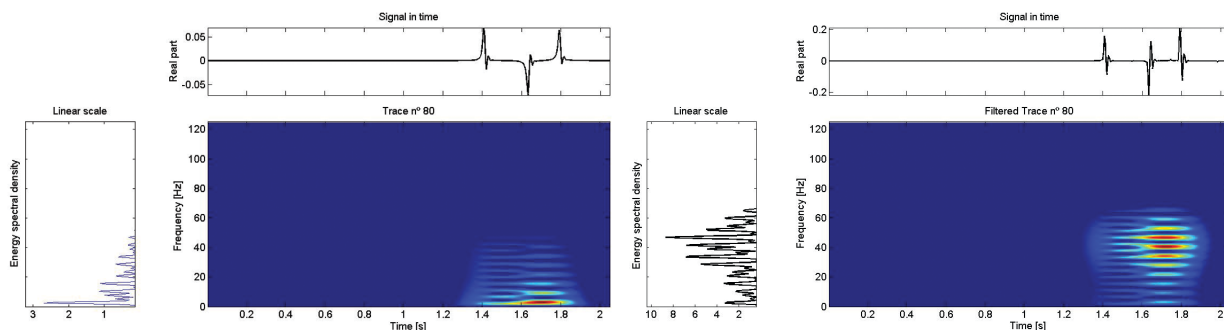 Signal in time
Real part
0.05
0
-0.05
Linear scale
Energy spectral density
3 2 1
Trace nº 80
Frequency [Hz]
120
100
80
60
40
20
0
0.2 0.4 0.6 0.8 1 1.2 1.4 1.6 1.8 2
Time [s]
Signal in time
Real part
0.2
0
-0.2
Linear scale
Energy spectral density
10 8 6 4 2
Filtered Trace nº 80
Frequency [Hz]
120
100
80
60
40
20
0
0.2 0.4 0.6 0.8 1 1.2 1.4 1.6 1.8 2
Time [s]